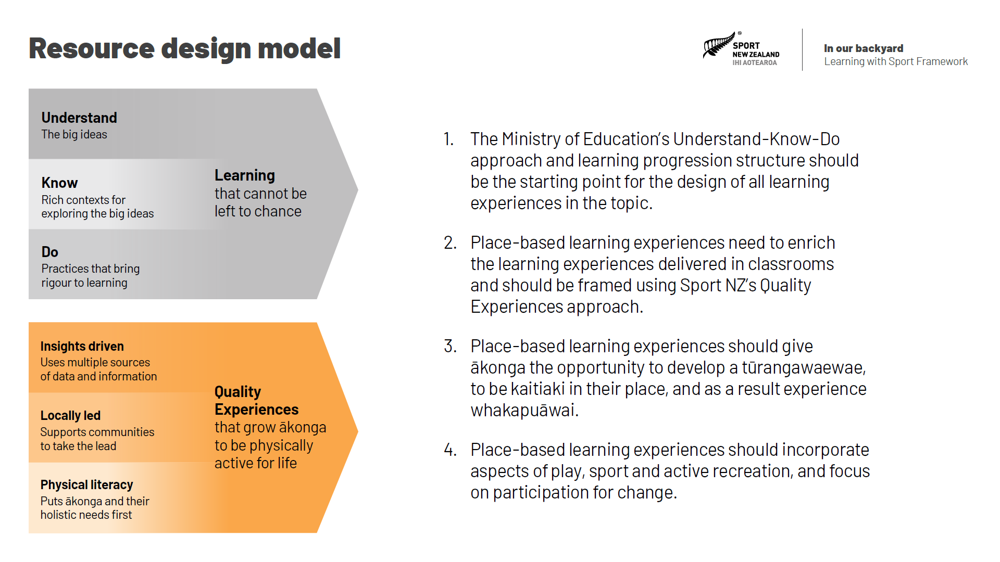 Resource design model
SPORT
NEW ZEALAND
IHI AOTEAROA
In our backyard
Learning with Sport Framework
Understand
The big ideas
Know
Rich contexts for
exploring the big ideas
Do
Practices that bring
rigour to learning
Learning
that cannot be
left to chance
Insights driven
Uses multiple sources
of data and information
Locally led
Supports communities
to take the lead
Physical literacy
Puts ākonga and their
holistic needs first
Quality
Experiences
that grow ākonga
to be physically
active for life
1. The Ministry of Education’s Understand-Know-Do
approach and learning progression structure should
be the starting point for the design of all learning
experiences in the topic.
2. Place-based learning experiences need to enrich
the learning experiences delivered in classrooms
and should be framed using Sport NZ’s Quality
Experiences approach.
3. Place-based learning experiences should give
ākonga the opportunity to develop a tūrangawaewae,
to be kaitiaki in their place, and as a result experience
whakapuāwai.
4. Place-based learning experiences should incorporate
aspects of play, sport and active recreation, and focus
on participation for change.